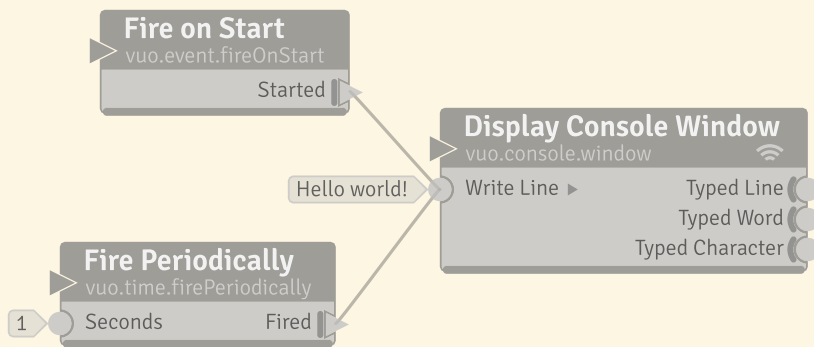 Fire on Start
vuo.event.fireOnStart
Started
Display Console Window
vuo.console.window
Hello world!
Write Line
Typed Line
Typed Word
Typed Character
Fire Periodically
vuo.time.firePeriodically
1
Seconds
Fired